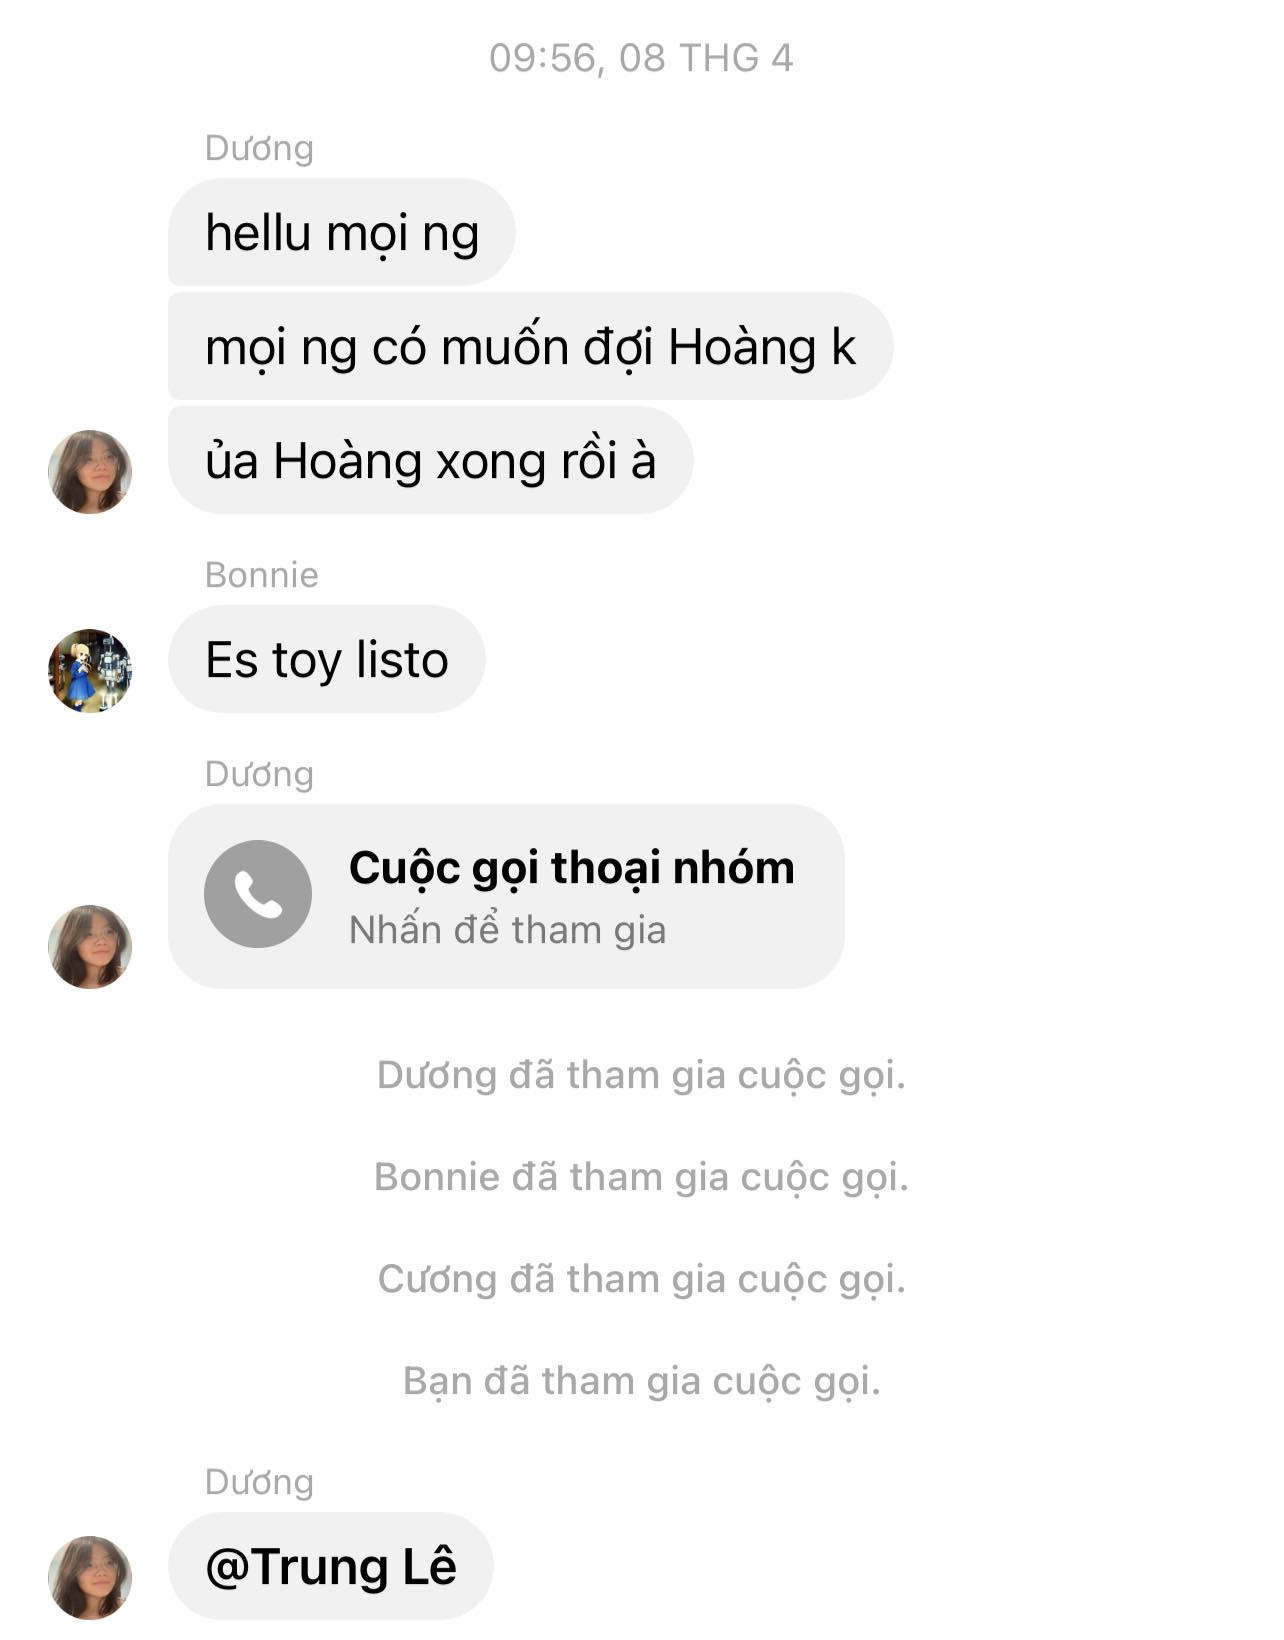 09:56, 08 THG 4
Dương
hellu mọi ng
mọi ng có muốn đợi Hoàng k
ủa Hoàng xong rồi à
Bonnie
Es toy listo
Dương
Cuộc gọi thoại nhóm
Nhấn để tham gia
Dương đã tham gia cuộc gọi.
Bonnie đã tham gia cuộc gọi.
Cương đã tham gia cuộc gọi.
Bạn đã tham gia cuộc gọi.
Dương
@Trung Lê